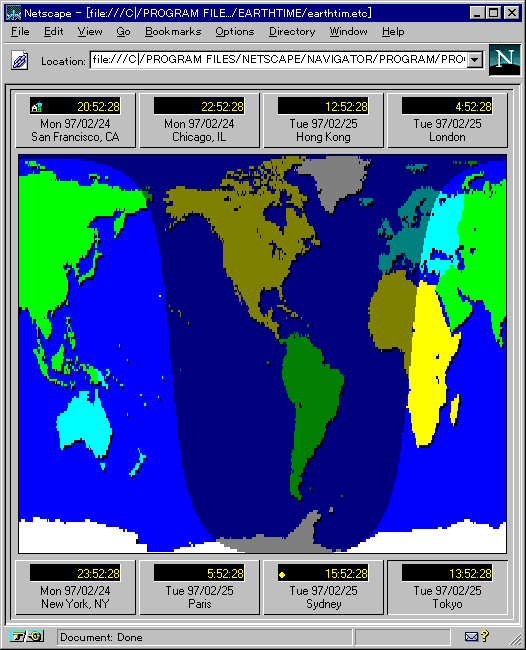 Netscape - [file:///C|/PROGRAM FILE.../EARTHTIME/earthtim.etc]
File Edit View Go Bookmarks Options Directory Window Help
Location: file:///C|/PROGRAM FILES/NETSCAPE/NAVIGATOR/PROGRAM/PRO
N
20:52:28 22:52:28 12:52:28 4:52:28
Mon 97/02/24 Mon 97/02/24 Tue 97/02/25 Tue 97/02/25
San Francisco, CA Chicago, IL Hong Kong London
23:52:28 5:52:28 15:52:28 13:52:28
Mon 97/02/24 Tue 97/02/25 Tue 97/02/25 Tue 97/02/25
New York, NY Paris Sydney Tokyo
Document: Done
?